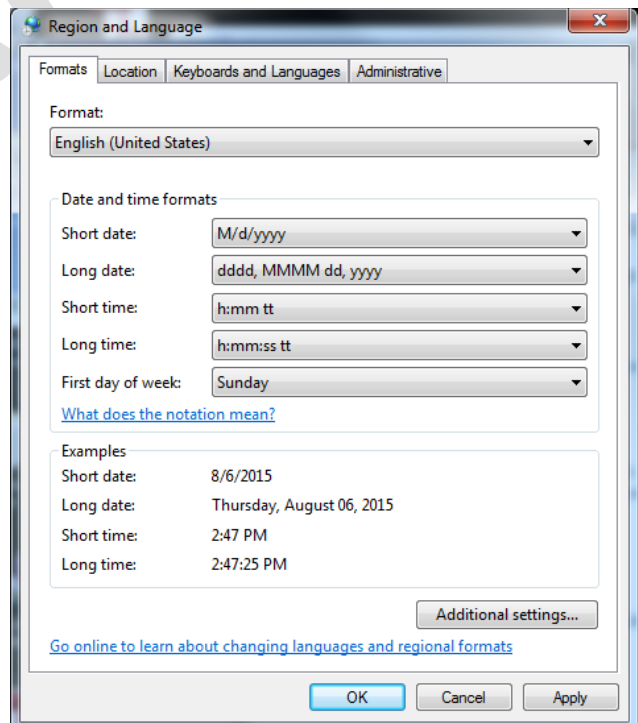 Region and Language
Formats Location Keyboards and Languages Administrative
Format:
English (United States)
Date and time formats
Short date: M/d/yyyy
Long date: dddd, MMMM dd, yyyy
Short time: h:mm tt
Long time: h:mm:ss tt
First day of week: Sunday
What does the notation mean?
Examples
Short date: 8/6/2015
Long date: Thursday, August 06, 2015
Short time: 2:47 PM
Long time: 2:47:25 PM
Additional settings...
Go online to learn about changing languages and regional formats
OK Cancel Apply